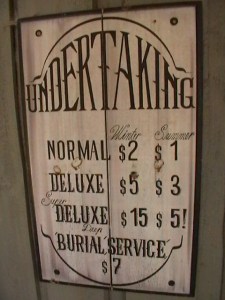 UNDERTAKING
Winter Summer
NORMAL $2 $1
DELUXE $5 $3
Super
DELUXE $15 $5!
Deep
BURIAL SERVICE
$7